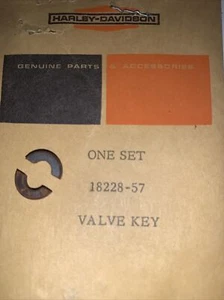 HARLEY-DAVIDSON
GENUINE PARTS & ACCESSORIES
ONE SET
18228-57
VALVE KEY